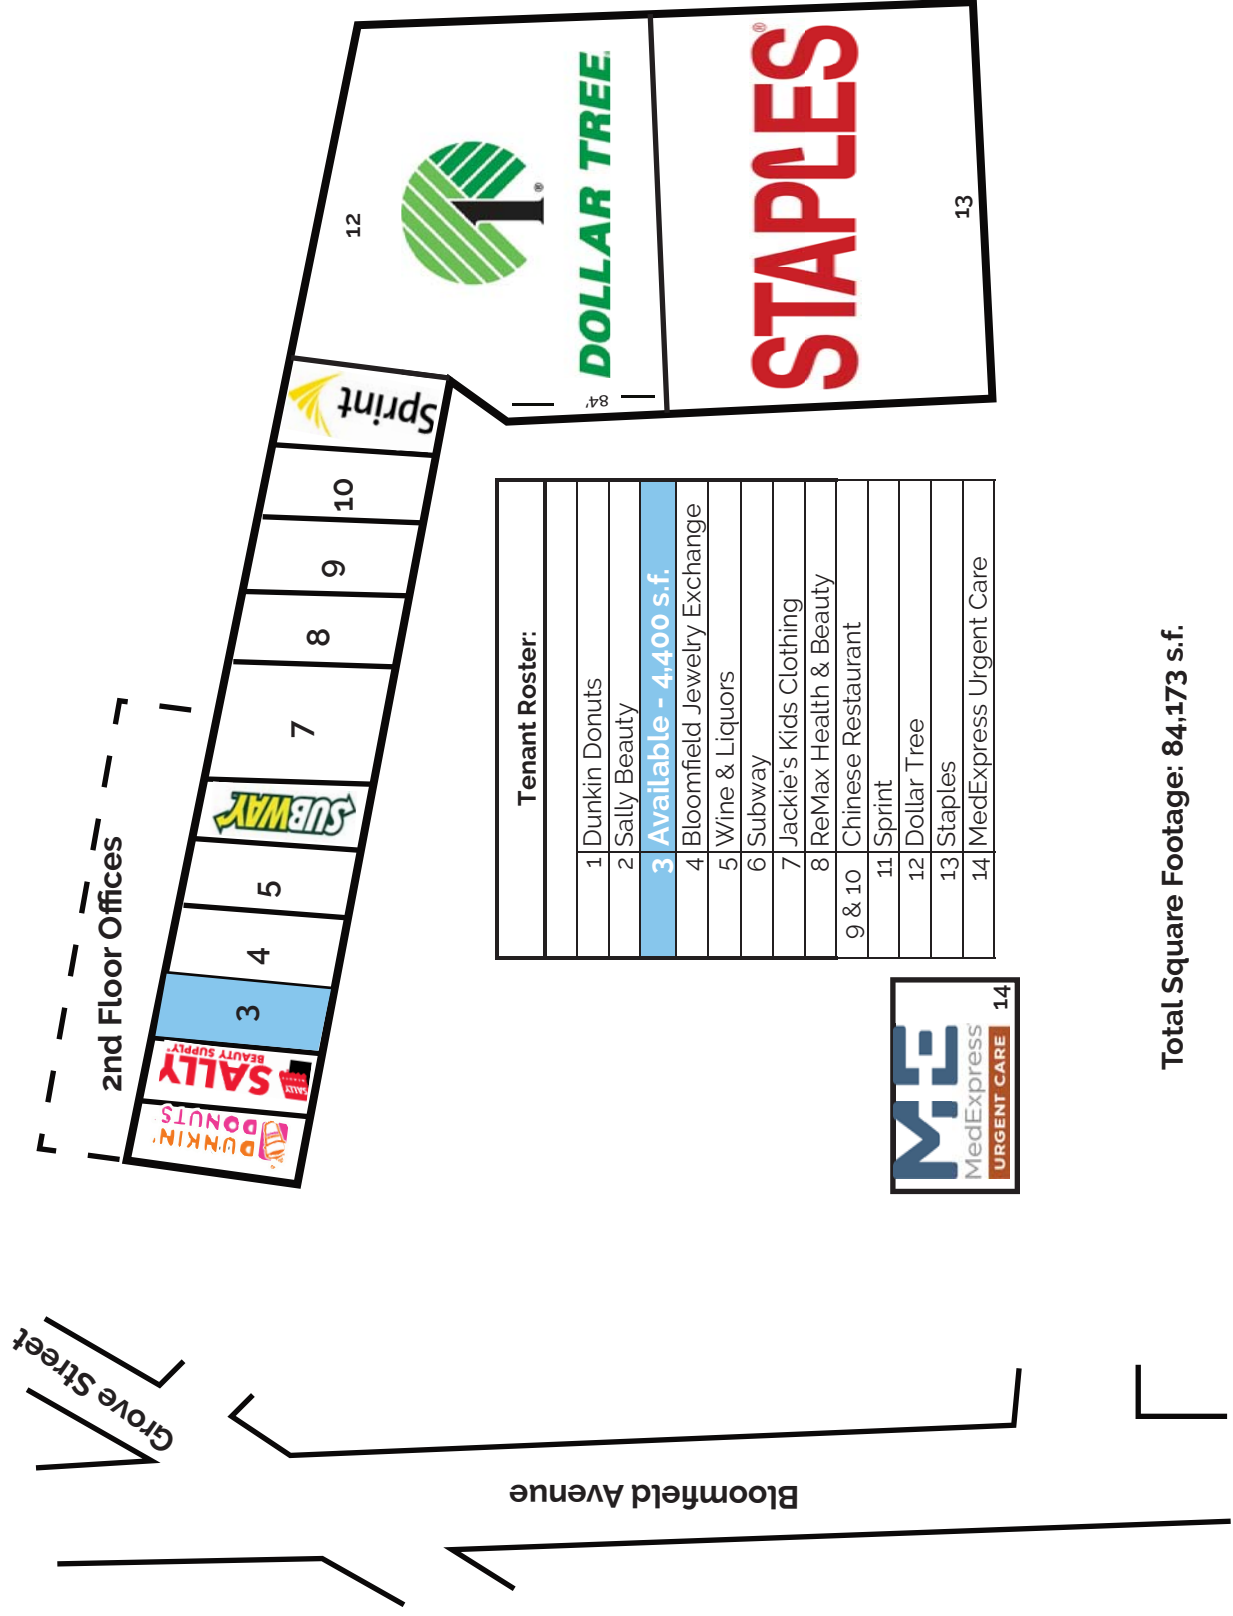 12
DOLLAR TREE
1
®
84'
STAPLES®
13
Sprint
10
9
8
7
SUBWAY
5
4
3
SALLY
BEAUTY SUPPLY
SALLY
DUNKIN'
DONUTS
2nd Floor Offices
Tenant Roster:
1 Dunkin Donuts
2 Sally Beauty
3 Available - 4,400 s.f.
4 Bloomfield Jewelry Exchange
5 Wine & Liquors
6 Subway
7 Jackie's Kids Clothing
8 ReMax Health & Beauty
9 & 10 Chinese Restaurant
11 Sprint
12 Dollar Tree
13 Staples
14 MedExpress Urgent Care
ME
MedExpress
URGENT CARE
14
Total Square Footage: 84,173 s.f.
Grove Street
Bloomfield Avenue